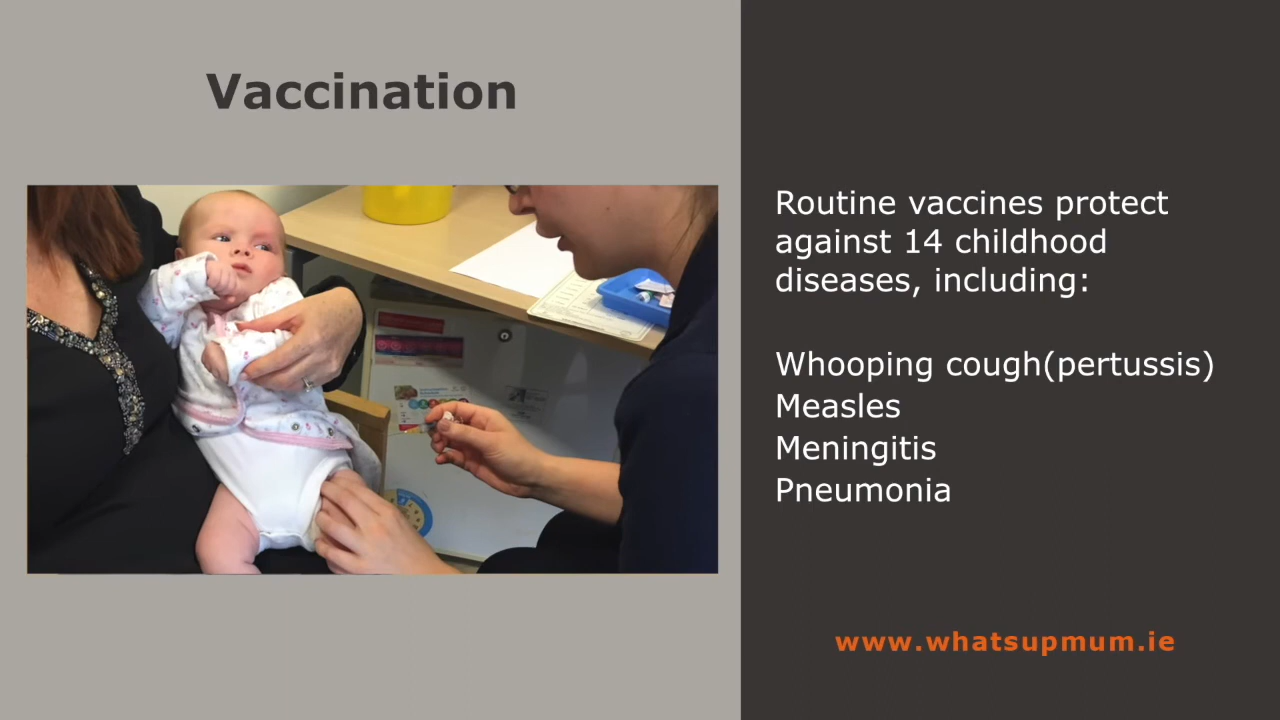 Vaccination
Routine vaccines protect
against 14 childhood
diseases, including:
Whooping cough(pertussis)
Measles
Meningitis
Pneumonia
www.whatsupmum.ie